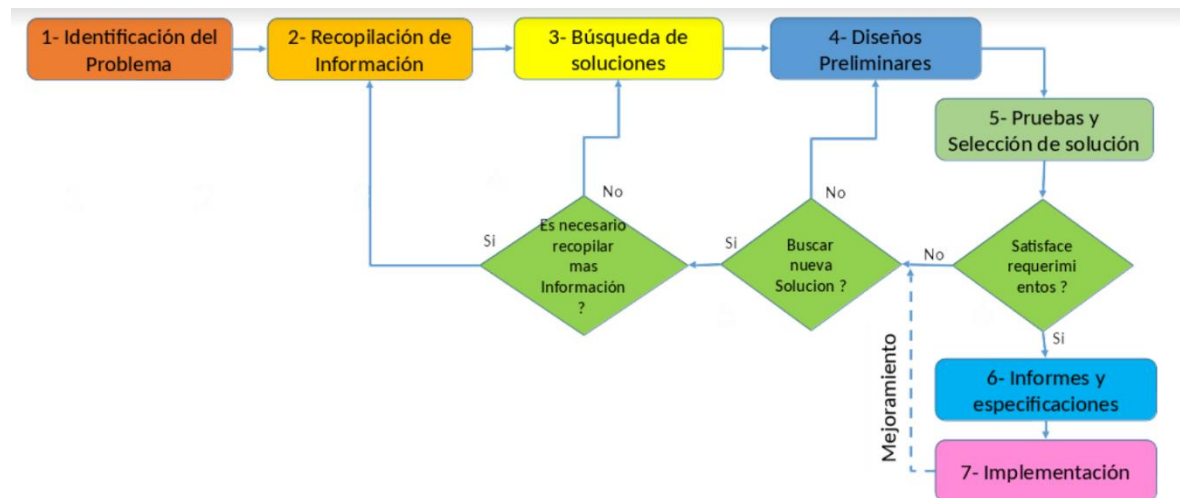 1- Identificación del
Problema
2- Recopilación de
Información
3- Búsqueda de
soluciones
4- Diseños
Preliminares
5- Pruebas y
Selección de solución
No
No
Es necesario
recopilar
mas
Información
?
Si
Buscar
nueva
Solucion ?
Si
Satisface
requerimi
entos ?
No
Si
Mejoramiento
6- Informes y
especificaciones
7- Implementación